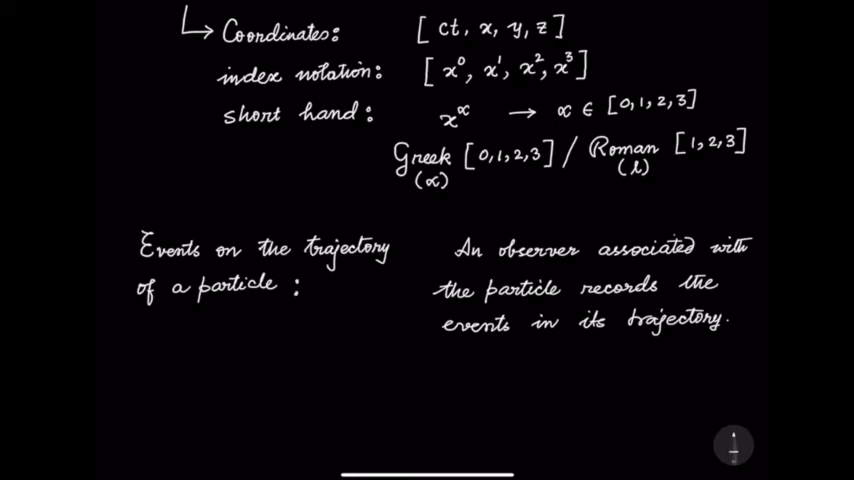 ↳ Coordinates: [ ct, x, y, z ]
index notation: [ x⁰, x¹, x², x³ ]
short hand: x^α → α ∈ [0,1,2,3]
Greek [0,1,2,3] / Roman [1,2,3]
(α) (l)
Events on the trajectory
of a particle :
An observer associated with
the particle records the
events in its trajectory.